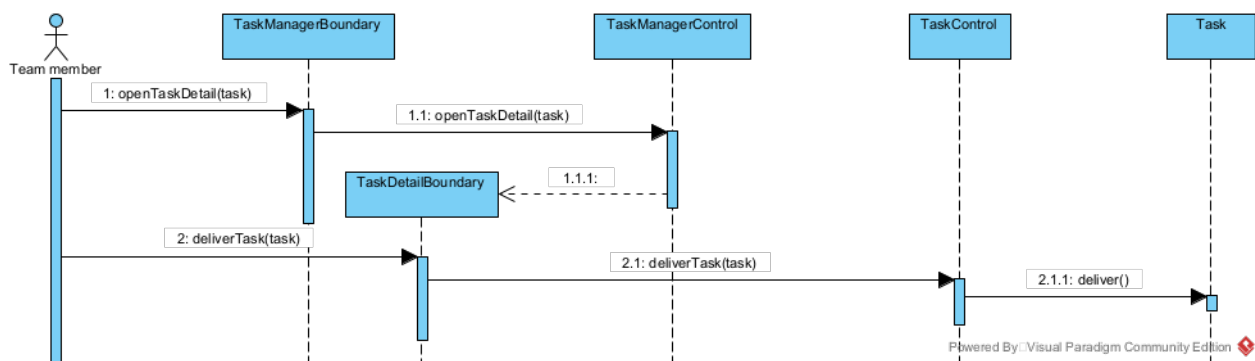 TaskManagerBoundary
TaskManagerControl
TaskControl
Task
Team member
1: openTaskDetail(task)
1.1: openTaskDetail(task)
TaskDetailBoundary
1.1.1:
2: deliverTask(task)
2.1: deliverTask(task)
2.1.1: deliver()
Powered By Visual Paradigm Community Edition